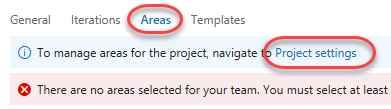 General Iterations Areas Templates
To manage areas for the project, navigate to Project settings
There are no areas selected for your team. You must select at least